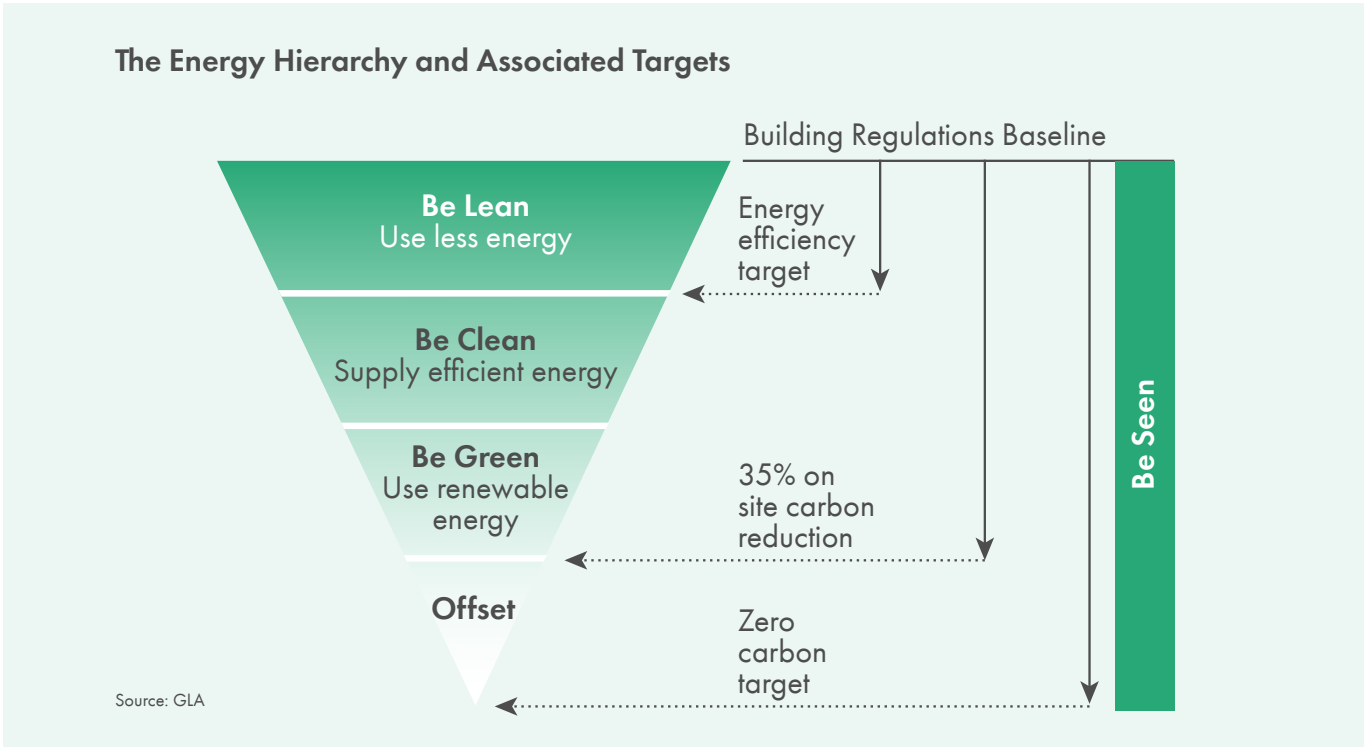 The Energy Hierarchy and Associated Targets
Building Regulations Baseline
Be Lean
Use less energy
Energy
efficiency
target
Be Clean
Supply efficient energy
Be Green
Use renewable
energy
35% on
site carbon
reduction
Offset
Zero
carbon
target
Be Seen
Source: GLA